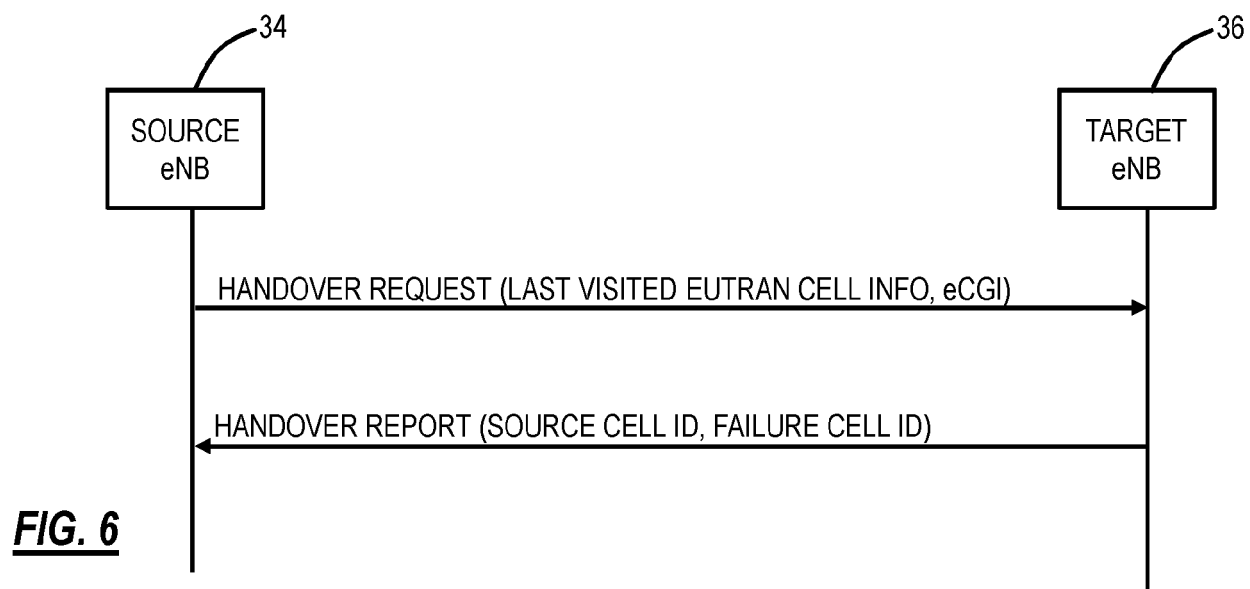 34
36
SOURCE
eNB
TARGET
eNB
HANDOVER REQUEST (LAST VISITED EUTRAN CELL INFO, eCGI)
HANDOVER REPORT (SOURCE CELL ID, FAILURE CELL ID)
FIG. 6